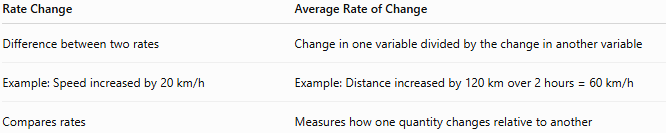 Rate Change Average Rate of Change
Difference between two rates Change in one variable divided by the change in another variable
Example: Speed increased by 20 km/h Example: Distance increased by 120 km over 2 hours = 60 km/h
Compares rates Measures how one quantity changes relative to another